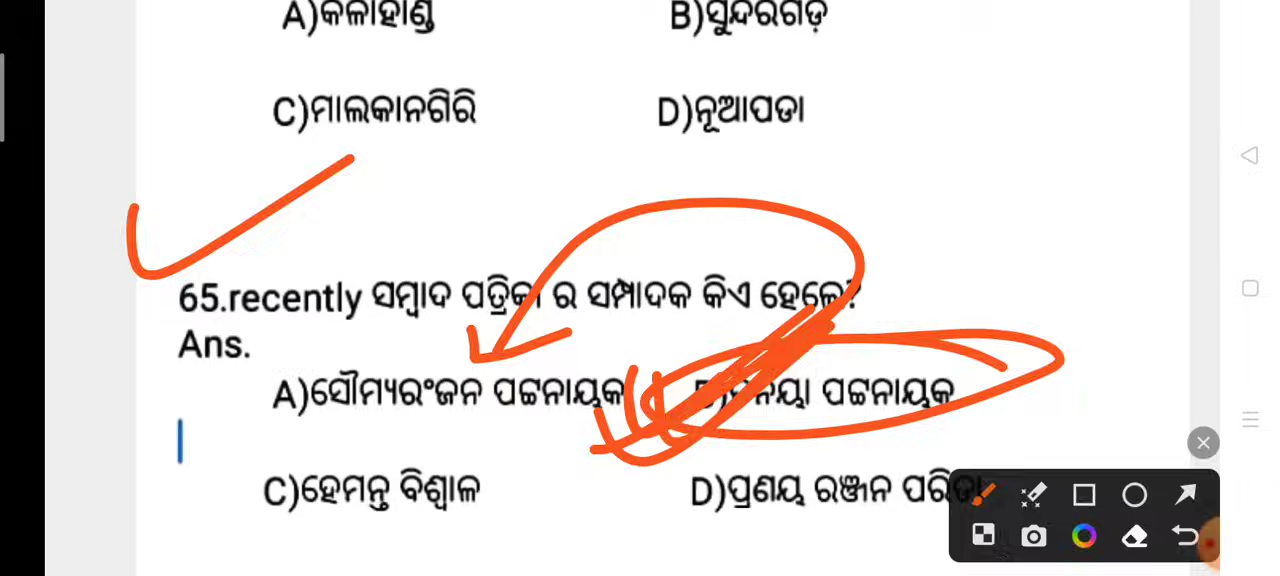 A)କଳାହାଣ୍ଡି B)ସୁନ୍ଦରଗଡ଼
C)ମାଲକାନଗିରି D)ନୂଆପଡା
65.recently ସମ୍ବାଦ ପତ୍ରିକା ର ସମ୍ପାଦକ କିଏ ହେଲେ?
Ans.
A)ସୌମ୍ୟରଂଜନ ପଟ୍ଟନାୟକ ପଟ୍ଟନାୟକ
C)ହେମନ୍ତ ବିଶ୍ୱାଳ D)ପ୍ରଣୟ ରଞ୍ଜନ ପରିଡ଼ା